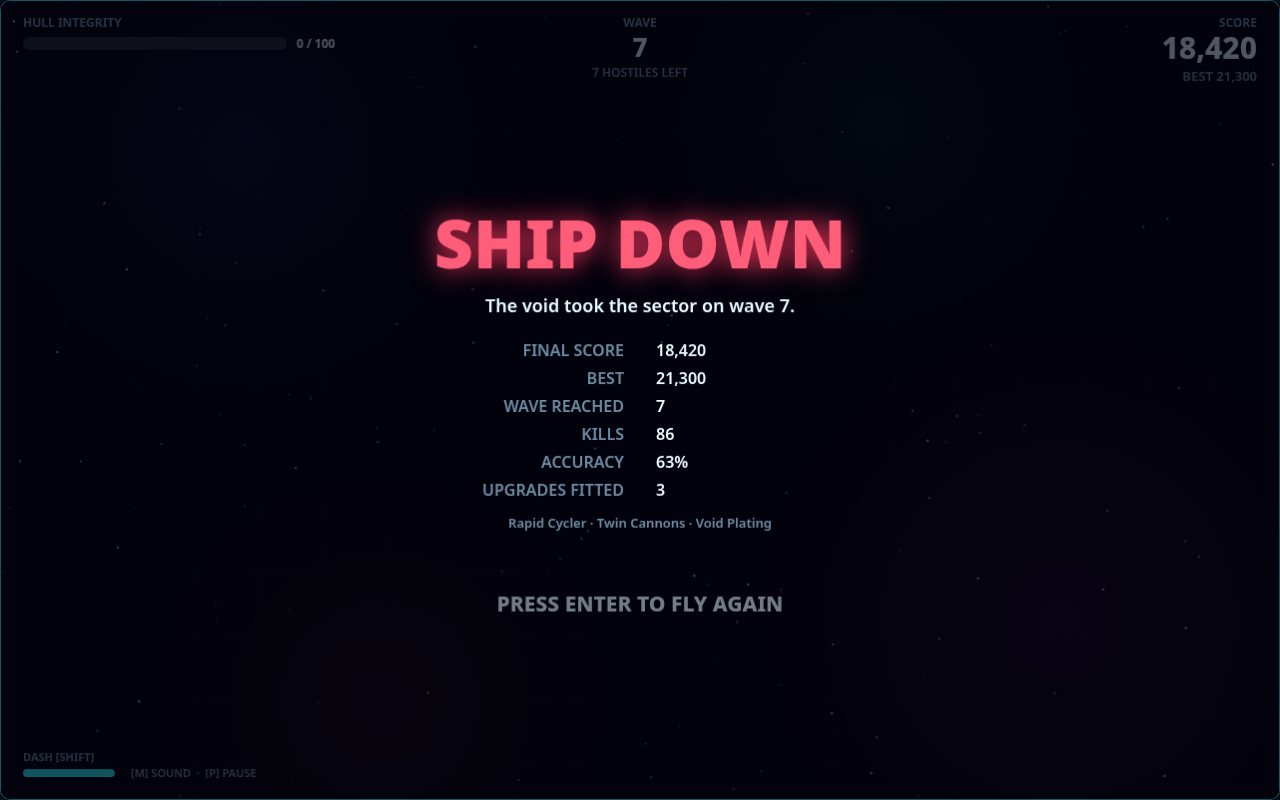 HULL INTEGRITY
0 / 100
WAVE
7
7 HOSTILES LEFT
SCORE
18,420
BEST 21,300
SHIP DOWN
The void took the sector on wave 7.
FINAL SCORE 18,420
BEST 21,300
WAVE REACHED 7
KILLS 86
ACCURACY 63%
UPGRADES FITTED 3
Rapid Cycler · Twin Cannons · Void Plating
PRESS ENTER TO FLY AGAIN
DASH [SHIFT]
[M] SOUND · [P] PAUSE